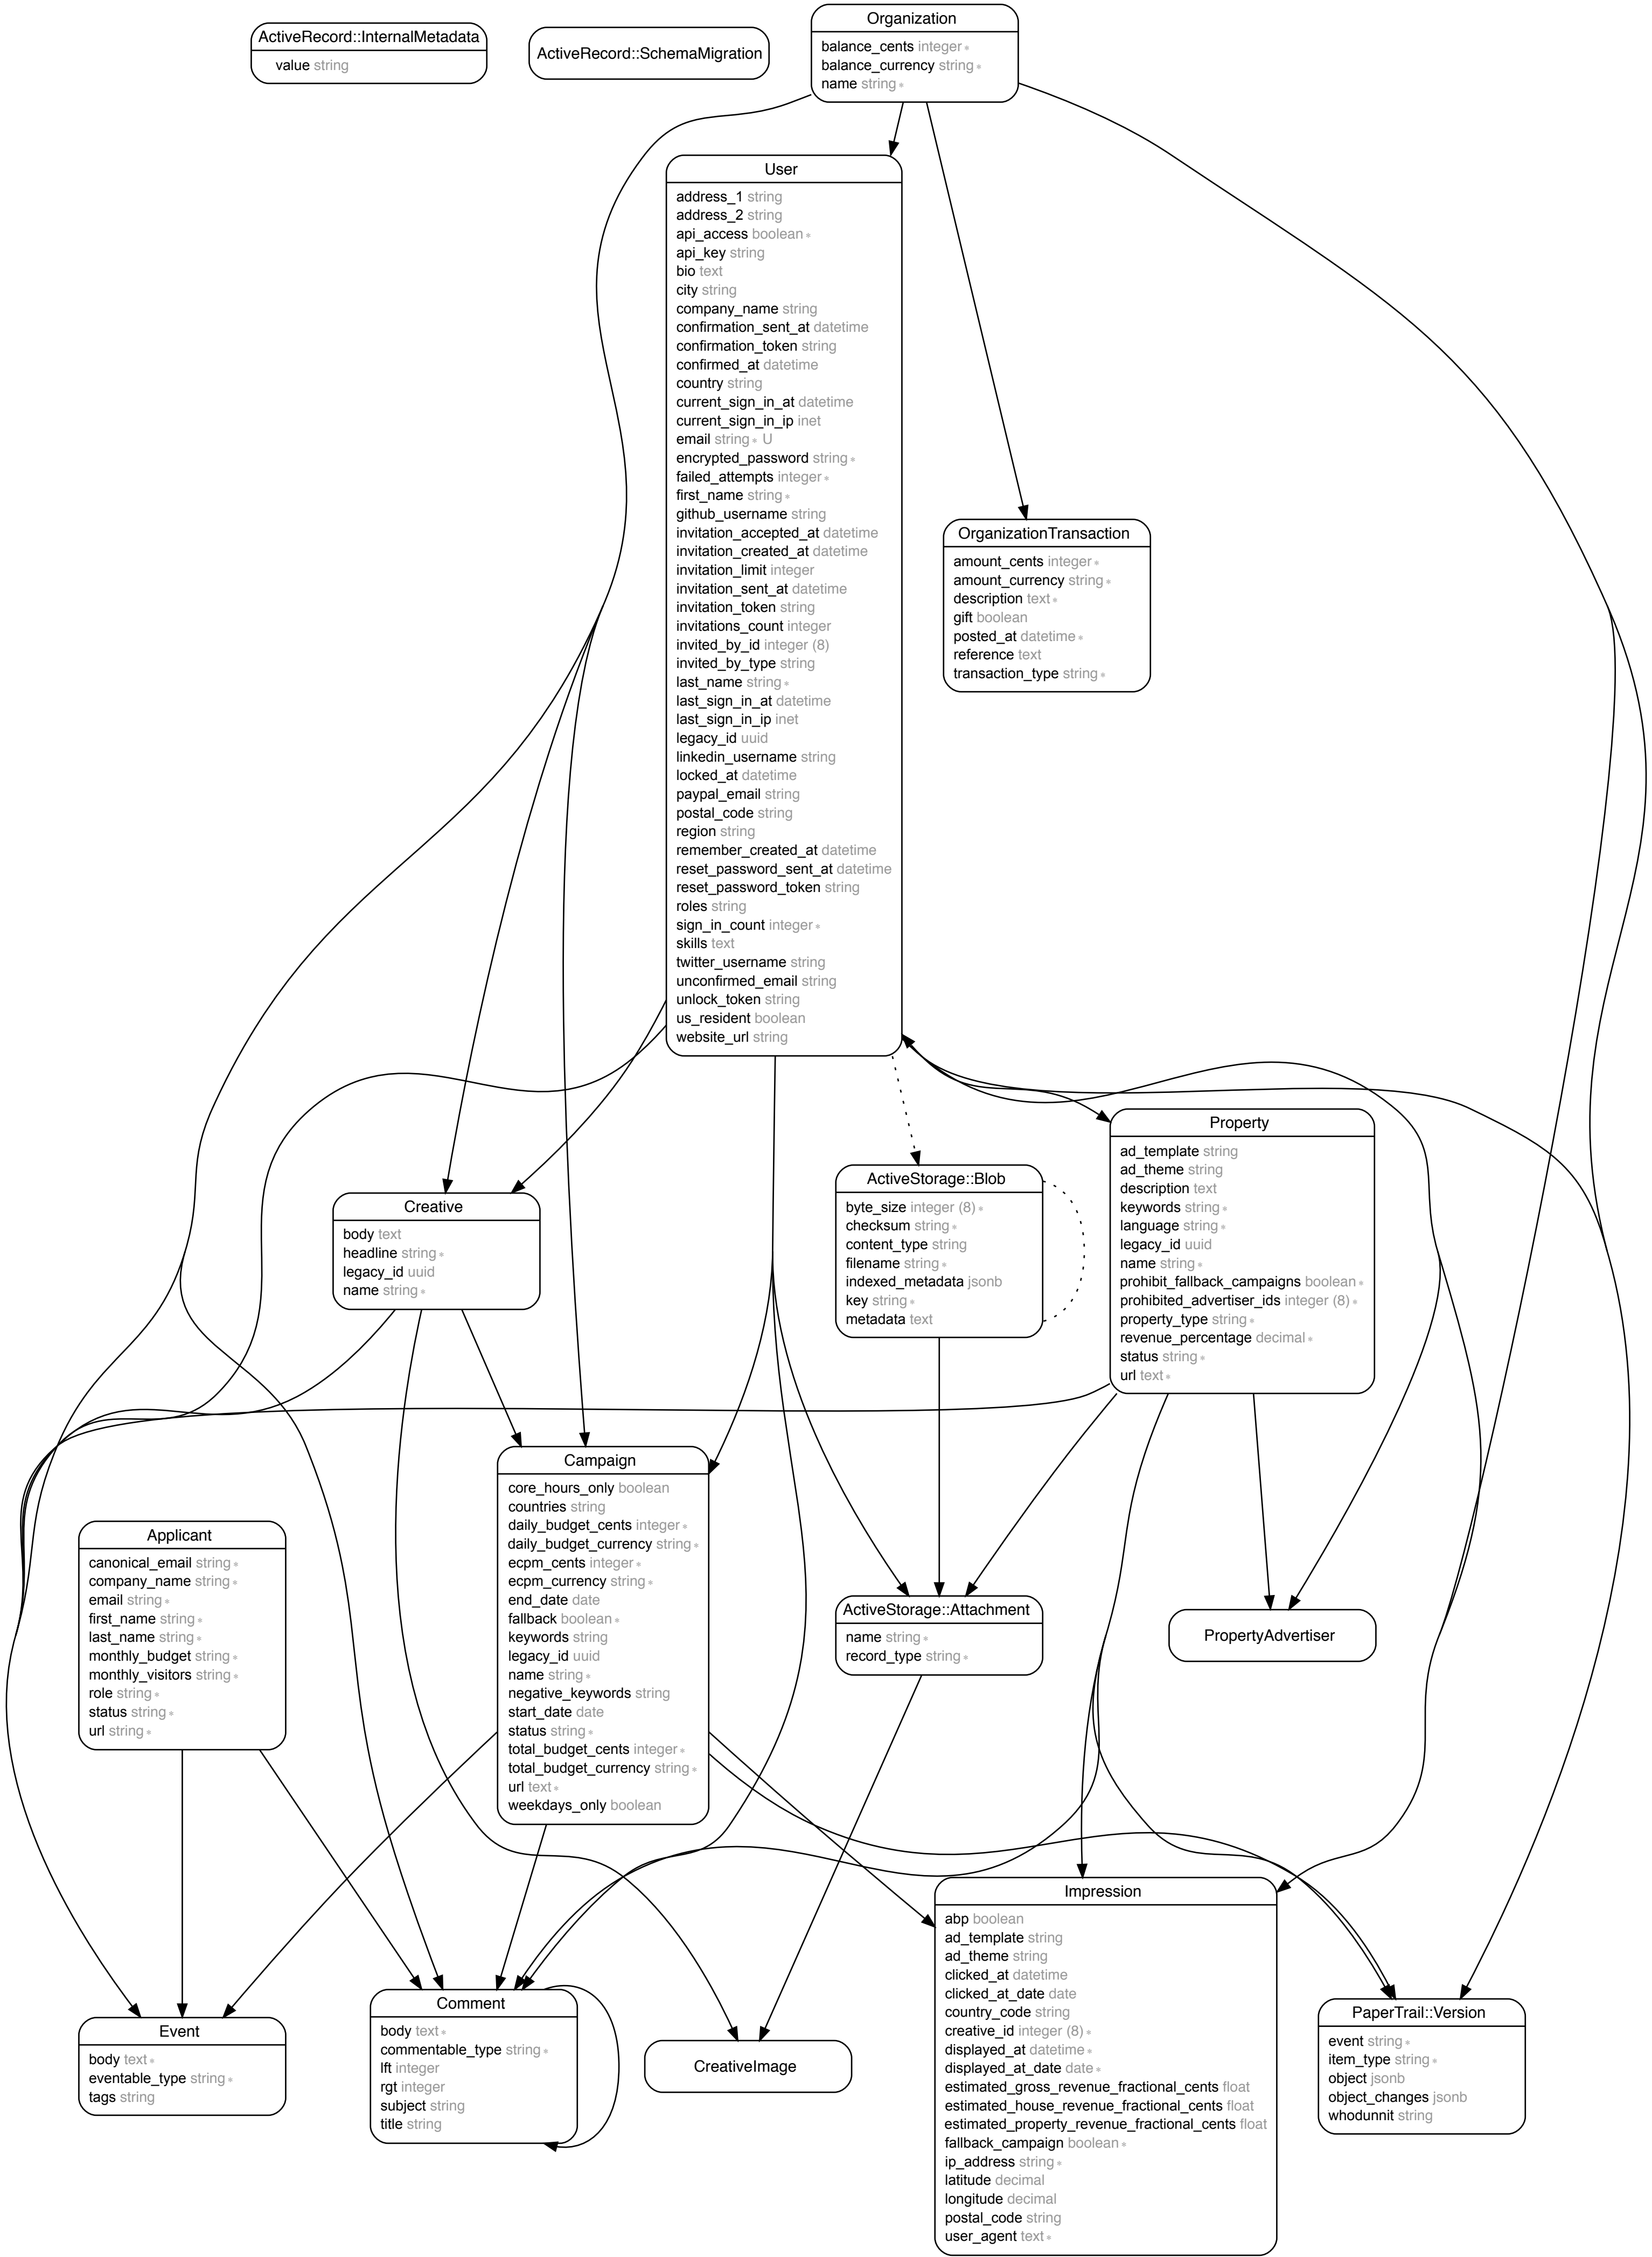 ActiveRecord::InternalMetadata
value string
ActiveRecord::SchemaMigration
Organization
balance_cents integer *
balance_currency string *
name string *
User
address_1 string
address_2 string
api_access boolean *
api_key string
bio text
city string
company_name string
confirmation_sent_at datetime
confirmation_token string
confirmed_at datetime
country string
current_sign_in_at datetime
current_sign_in_ip inet
email string * U
encrypted_password string *
failed_attempts integer *
first_name string *
github_username string
invitation_accepted_at datetime
invitation_created_at datetime
invitation_limit integer
invitation_sent_at datetime
invitation_token string
invitations_count integer
invited_by_id integer (8)
invited_by_type string
last_name string *
last_sign_in_at datetime
last_sign_in_ip inet
legacy_id uuid
linkedin_username string
locked_at datetime
paypal_email string
postal_code string
region string
remember_created_at datetime
reset_password_sent_at datetime
reset_password_token string
roles string
sign_in_count integer *
skills text
twitter_username string
unconfirmed_email string
unlock_token string
us_resident boolean
website_url string
OrganizationTransaction
amount_cents integer *
amount_currency string *
description text *
gift boolean
posted_at datetime *
reference text
transaction_type string *
Property
ad_template string
ad_theme string
description text
keywords string *
language string *
legacy_id uuid
name string *
prohibit_fallback_campaigns boolean *
prohibited_advertiser_ids integer (8) *
property_type string *
revenue_percentage decimal *
status string *
url text *
ActiveStorage::Blob
byte_size integer (8) *
checksum string *
content_type string
filename string *
indexed_metadata jsonb
key string *
metadata text
Creative
body text
headline string *
legacy_id uuid
name string *
Campaign
core_hours_only boolean
countries string
daily_budget_cents integer *
daily_budget_currency string *
ecpm_cents integer *
ecpm_currency string *
end_date date
fallback boolean *
keywords string
legacy_id uuid
name string *
negative_keywords string
start_date date
status string *
total_budget_cents integer *
total_budget_currency string *
url text *
weekdays_only boolean
Applicant
canonical_email string *
company_name string *
email string *
first_name string *
last_name string *
monthly_budget string *
monthly_visitors string *
role string *
status string *
url string *
ActiveStorage::Attachment
name string *
record_type string *
PropertyAdvertiser
Impression
abp boolean
ad_template string
ad_theme string
clicked_at datetime
clicked_at_date date
country_code string
creative_id integer (8) *
displayed_at datetime *
displayed_at_date date *
estimated_gross_revenue_fractional_cents float
estimated_house_revenue_fractional_cents float
estimated_property_revenue_fractional_cents float
fallback_campaign boolean *
ip_address string *
latitude decimal
longitude decimal
postal_code string
user_agent text *
Comment
body text *
commentable_type string *
lft integer
rgt integer
subject string
title string
PaperTrail::Version
event string *
item_type string *
object jsonb
object_changes jsonb
whodunnit string
Event
body text *
eventable_type string *
tags string
CreativeImage